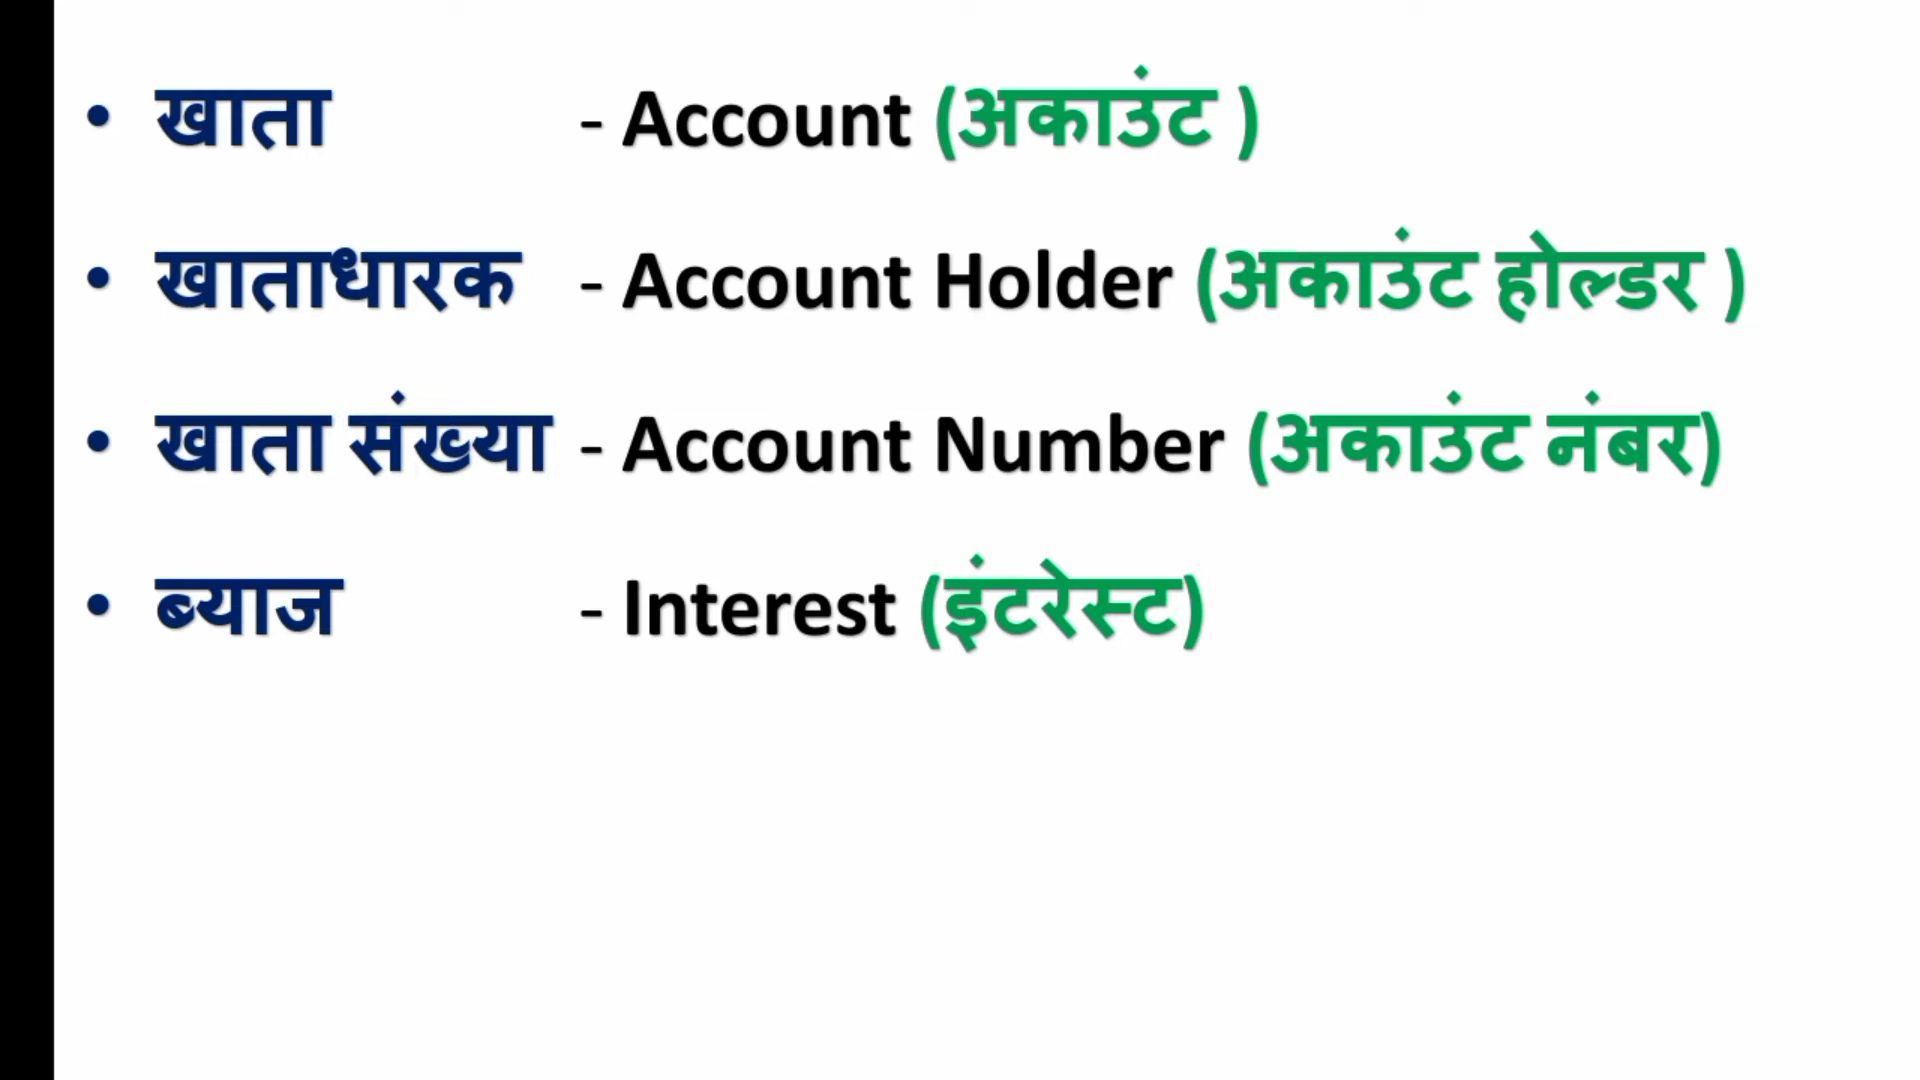 • खाता - Account (अकाउंट )
• खाताधारक - Account Holder (अकाउंट होल्डर )
• खाता संख्या - Account Number (अकाउंट नंबर)
• ब्याज - Interest (इंटरेस्ट)